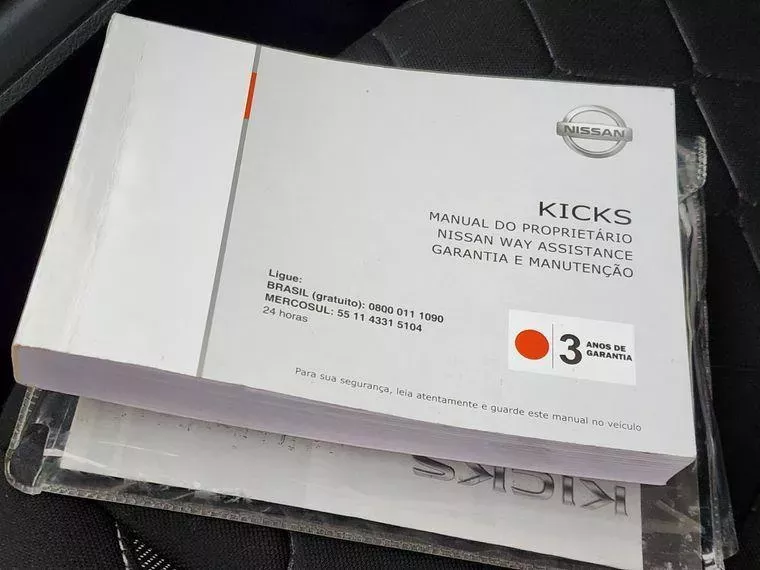 NISSAN
KICKS
MANUAL DO PROPRIETÁRIO
NISSAN WAY ASSISTANCE
GARANTIA E MANUTENÇÃO
Ligue:
BRASIL (gratuito): 0800 011 1090
MERCOSUL: 55 11 4331 5104
24 horas
3 ANOS DE
GARANTIA
Para sua segurança, leia atentamente e guarde este manual no veículo
KICKS